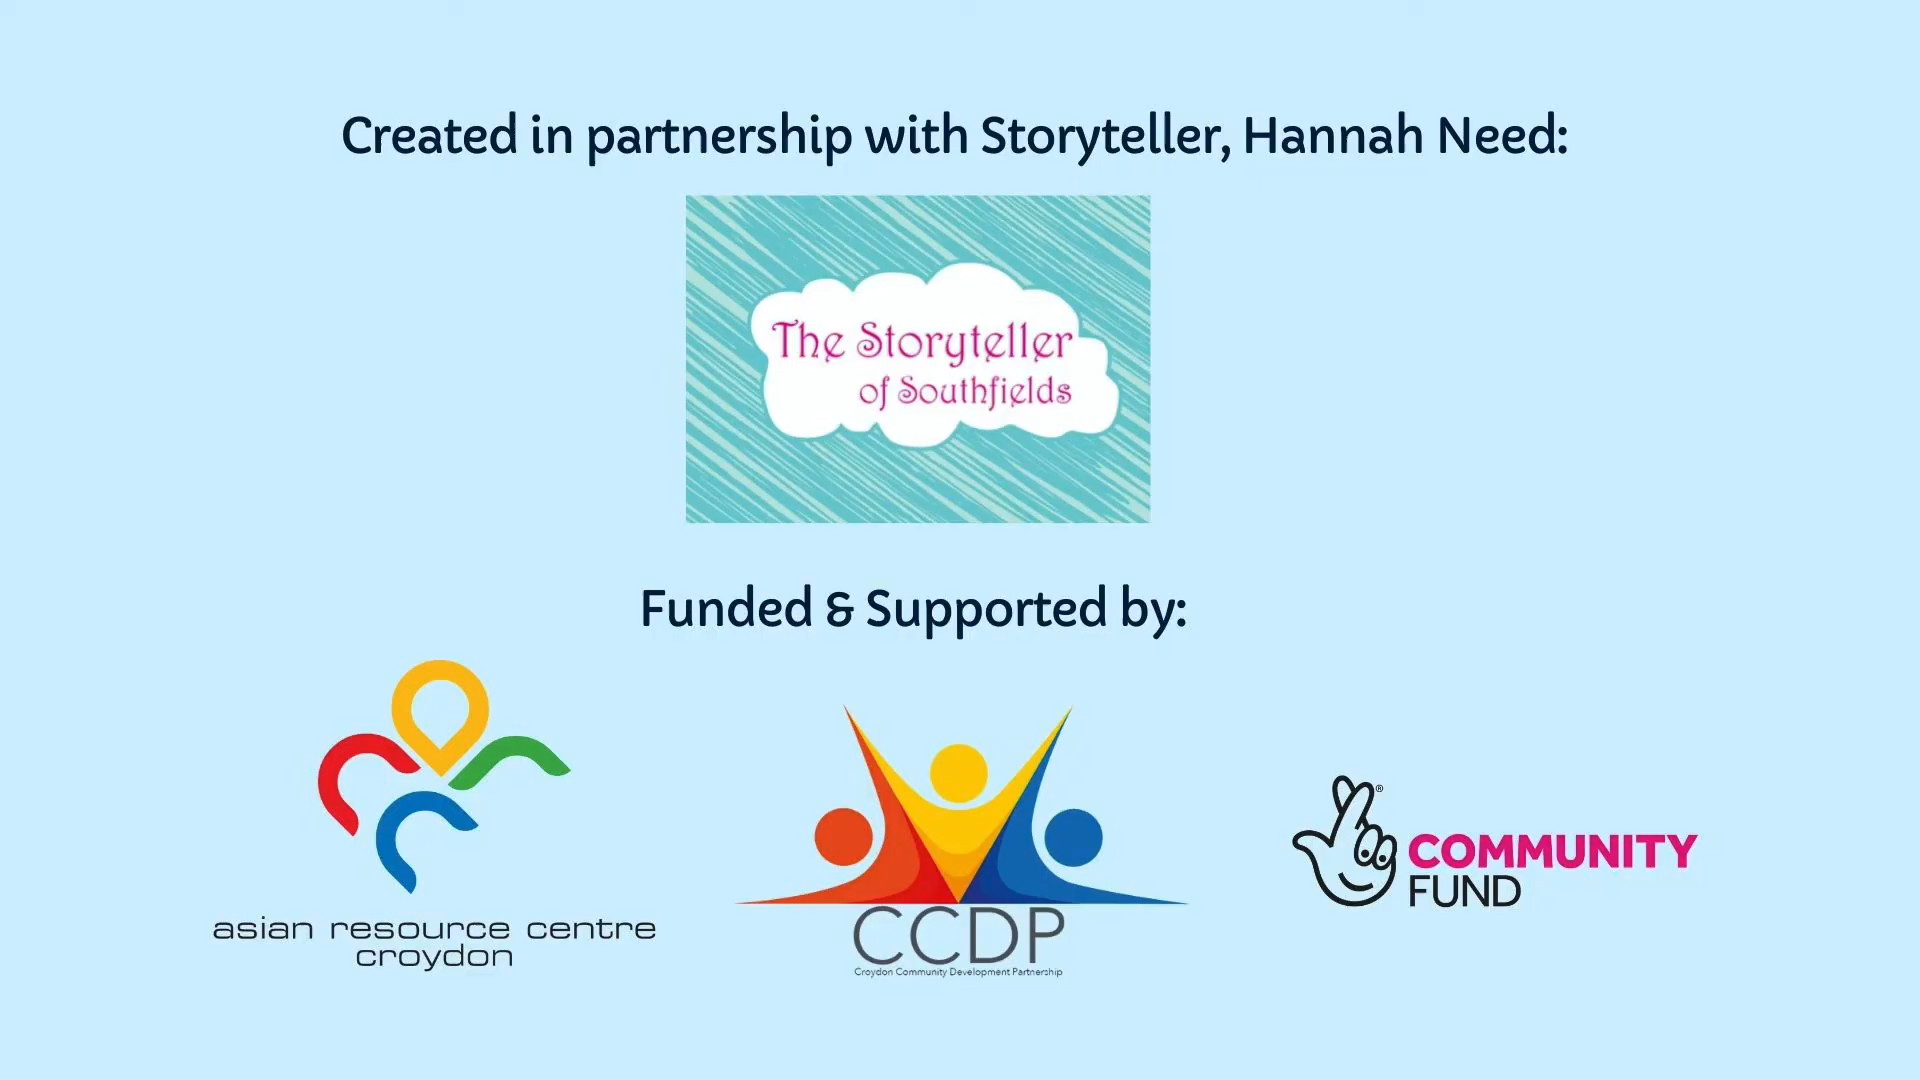 Created in partnership with Storyteller, Hannah Need:
The Storyteller
of Southfields
Funded & Supported by:
asian resource centre
croydon
CCDP
Croydon Community Development Partnership
®
COMMUNITY
FUND